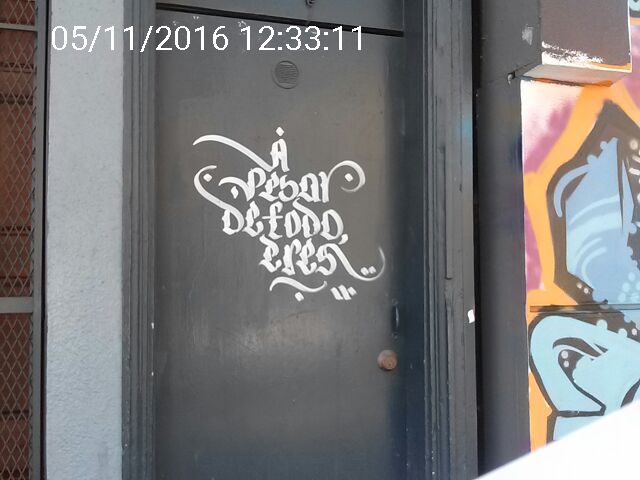 05/11/2016 12:33:11
A
pesar
de todo,
eres...